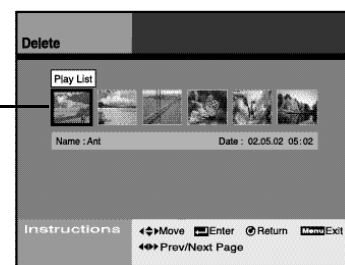 Delete
Play List
Name : Ant Date : 02.05.02 05:02
Instructions
Move Enter Return Menu Exit
Prev/Next Page